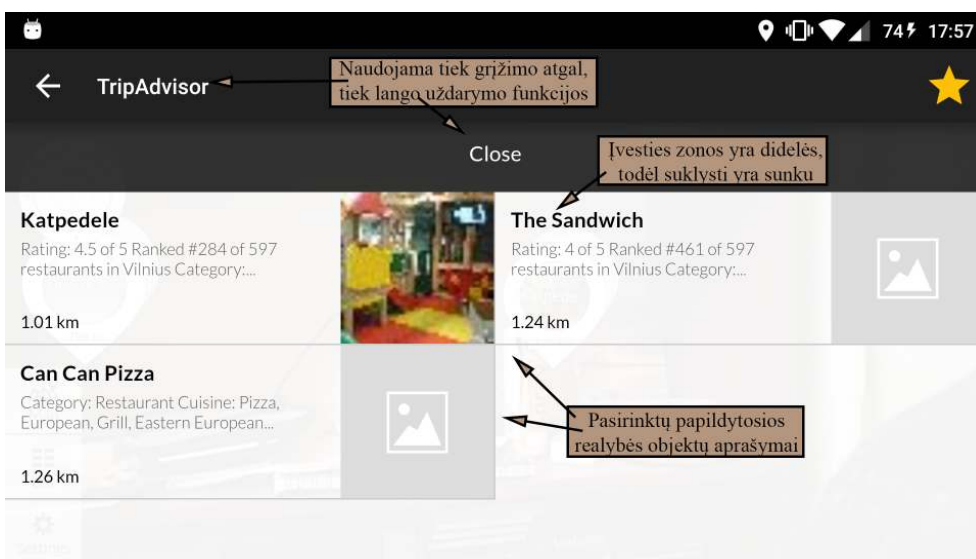 74 17:57
TripAdvisor
Naudojama tiek grįžimo atgal,
tiek lango uždarymo funkcijos
Close
Įvesties zonos yra didelės,
todėl suklysti yra sunku
Katpedele
Rating: 4.5 of 5 Ranked #284 of 597
restaurants in Vilnius Category:...
1.01 km
The Sandwich
Rating: 4 of 5 Ranked #461 of 597
restaurants in Vilnius Category:...
1.24 km
Can Can Pizza
Category: Restaurant Cuisine: Pizza,
European, Grill, Eastern European...
1.26 km
Pasirinktų papildytosios
realybės objektų aprašymai